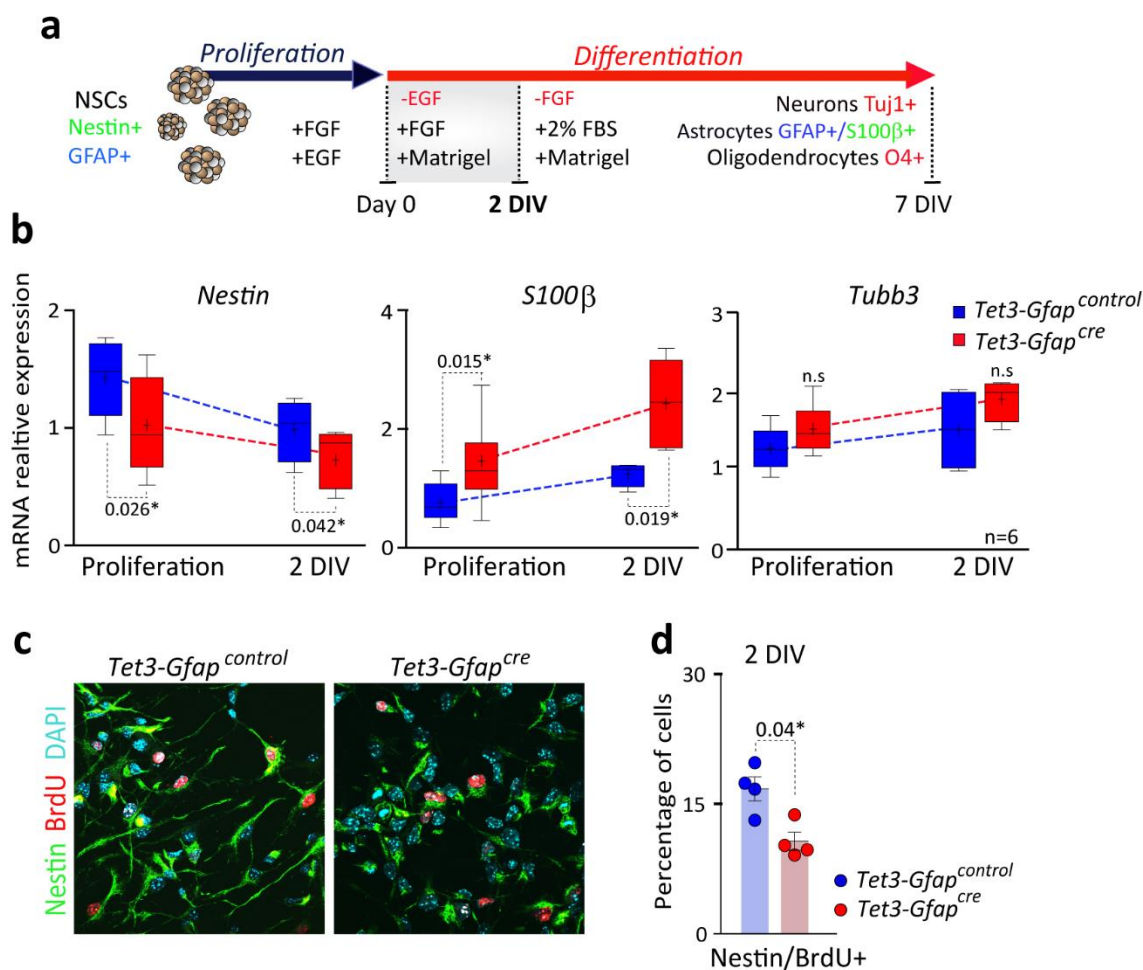 a
Proliferation
Differentiation
NSCs
Nestin+
GFAP+
+FGF
+EGF
-EGF
+FGF
+Matrigel
-FGF
+2% FBS
+Matrigel
Neurons Tuj1+
Astrocytes GFAP+/S100β+
Oligodendrocytes O4+
Day 0
2 DIV
7 DIV
b
mRNA realtive expression
Nestin
2
1
0
0.026*
0.042*
Proliferation
2 DIV
S100β
4
2
0
0.015*
0.019*
Proliferation
2 DIV
Tubb3
3
2
1
0
n.s
n.s
n=6
Proliferation
2 DIV
Tet3-Gfap control
Tet3-Gfap cre
c
Tet3-Gfap control
Tet3-Gfap cre
Nestin BrdU DAPI
d
2 DIV
Percentage of cells
30
15
0
0.04*
Nestin/BrdU+
Tet3-Gfap control
Tet3-Gfap cre